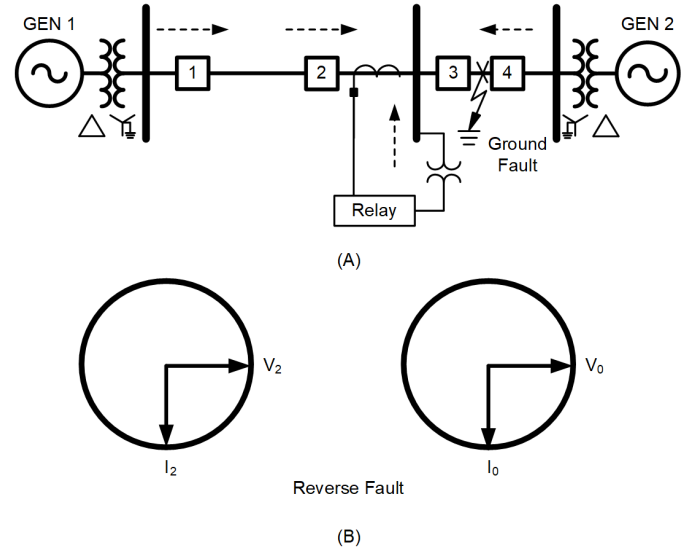 GEN 1
GEN 2
1
2
3
4
Ground
Fault
Relay
(A)
V2
V0
I2
I0
Reverse Fault
(B)